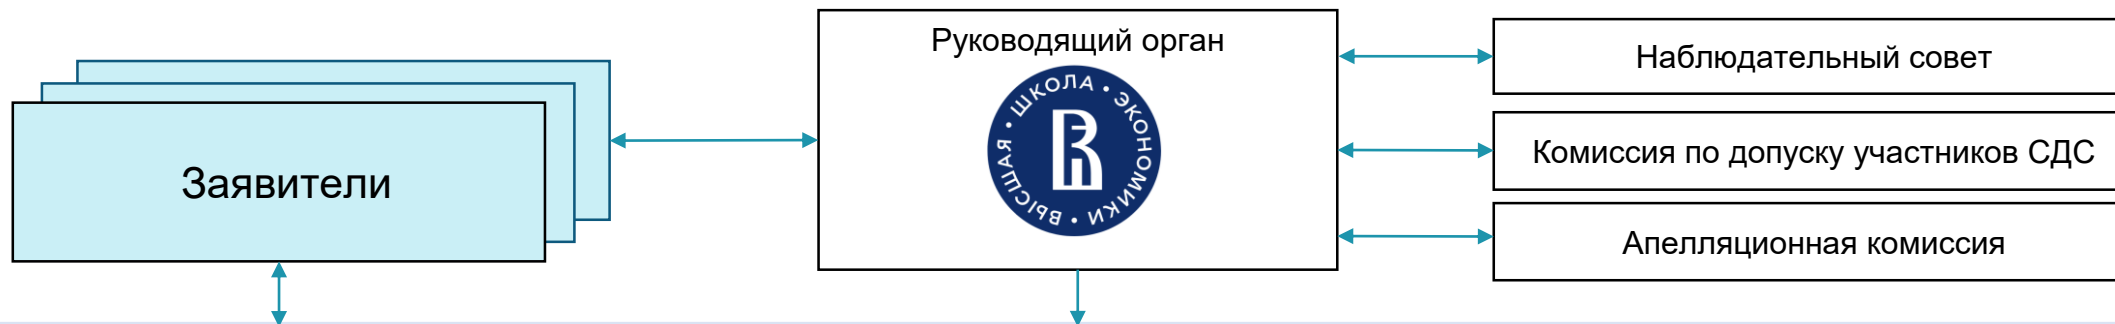 Руководящий орган
ВЫСШАЯ • ШКОЛА • ЭКОНОМИКИ •
Заявители
Наблюдательный совет
Комиссия по допуску участников СДС
Апелляционная комиссия